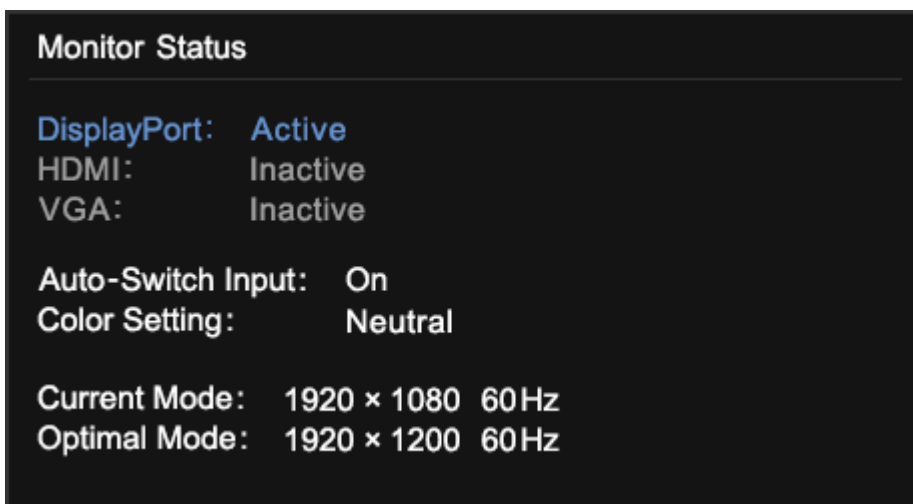 Monitor Status
DisplayPort: Active
HDMI: Inactive
VGA: Inactive
Auto-Switch Input: On
Color Setting: Neutral
Current Mode: 1920 × 1080 60Hz
Optimal Mode: 1920 × 1200 60Hz